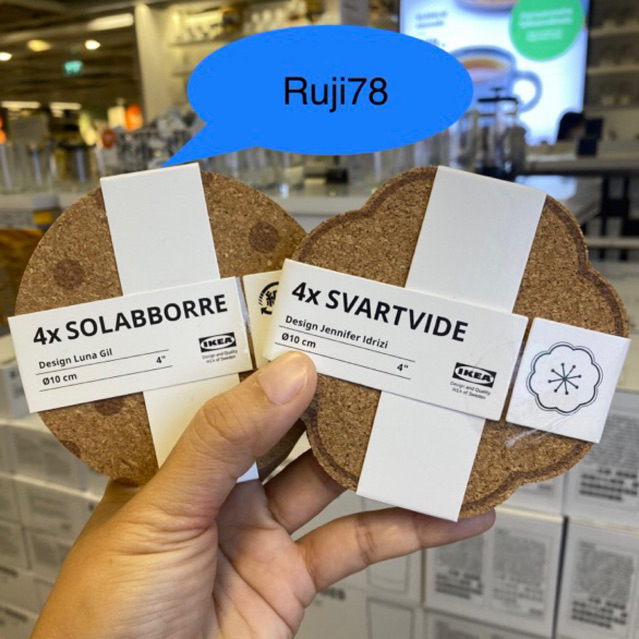 Ruji78
4x SOLABBORRE
Design Luna Gil
Ø10 cm 4"
IKEA
Design and Quality
IKEA of Sweden
4x SVARTVIDE
Design Jennifer Idrizi
Ø10 cm 4"
IKEA
Design and Quality
IKEA of Sweden